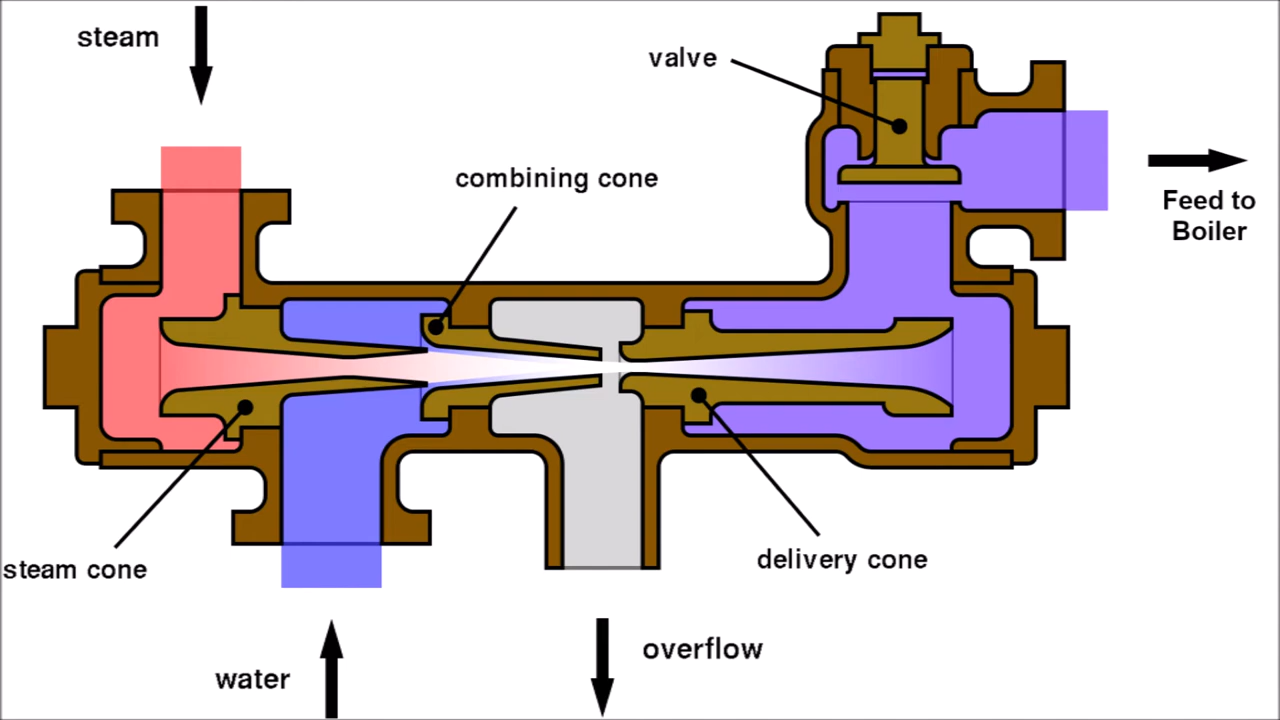 steam
valve
combining cone
Feed to
Boiler
delivery cone
steam cone
overflow
water